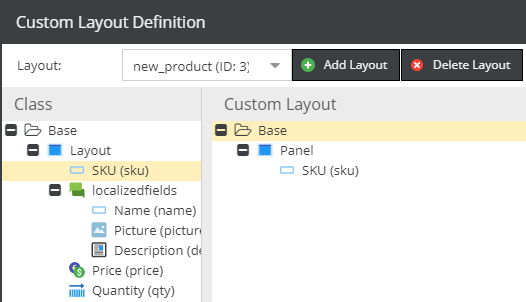 Custom Layout Definition
Layout: new_product (ID: 3) Add Layout Delete Layout
Class Custom Layout
Base Base
Layout Panel
SKU (sku) SKU (sku)
localizedfields
Name (name)
Picture (picture
Description (de
Price (price)
Quantity (qty)